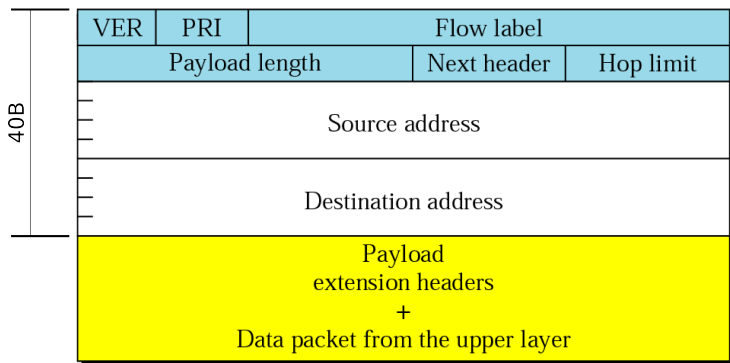 VER PRI Flow label
Payload length Next header Hop limit
40B
Source address
Destination address
Payload
extension headers
+
Data packet from the upper layer